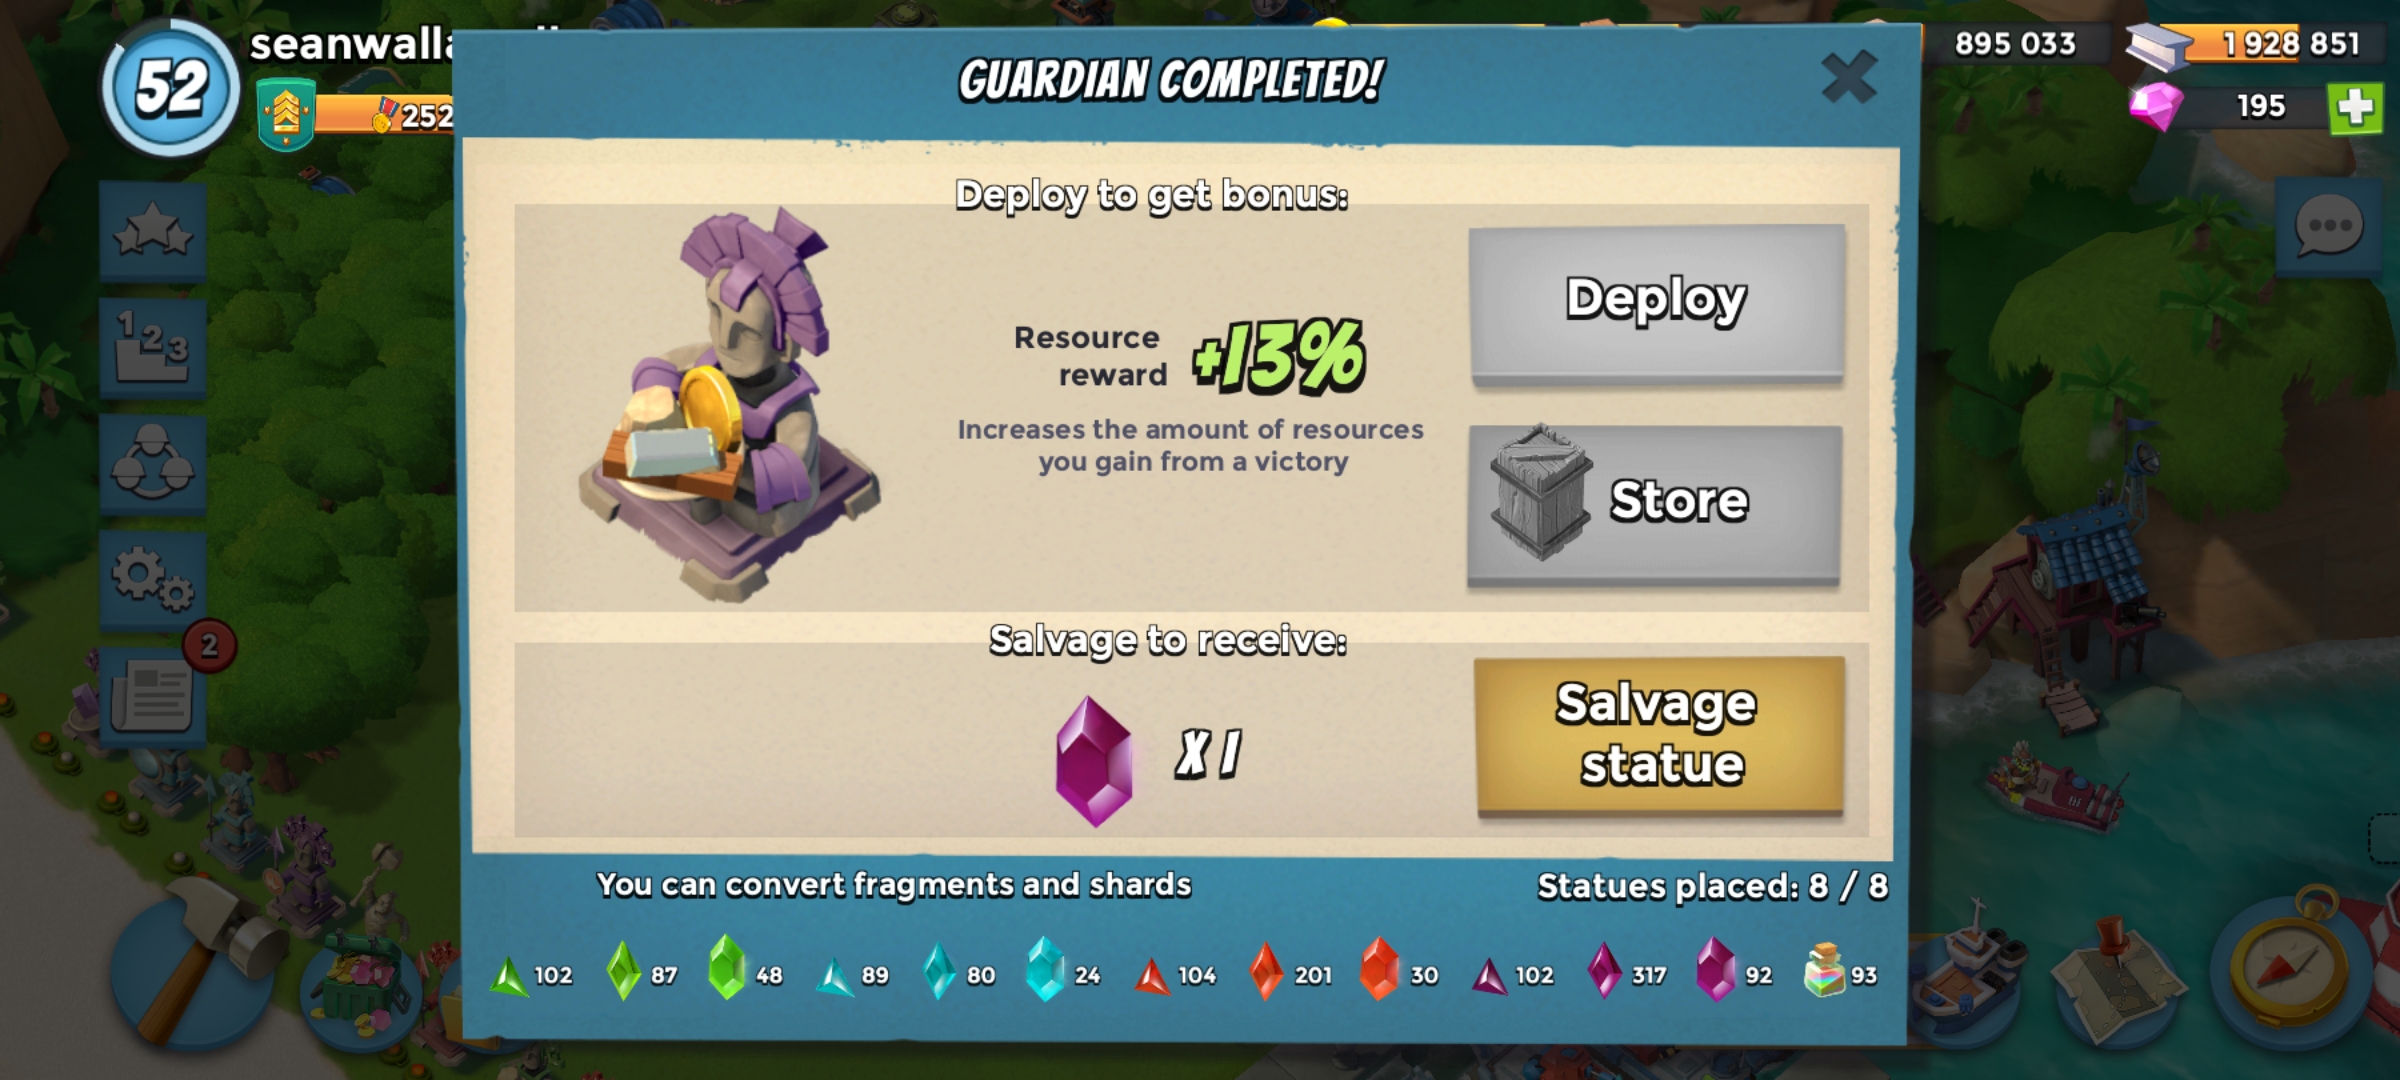 52
252
GUARDIAN COMPLETED!
895 033
1 928 851
195
Deploy to get bonus:
Resource
reward
+13%
Increases the amount of resources
you gain from a victory
Deploy
Store
1 2 3
2
Salvage to receive:
X 1
Salvage
statue
You can convert fragments and shards
Statues placed: 8 / 8
102
87
48
89
80
24
104
201
30
102
317
92
93